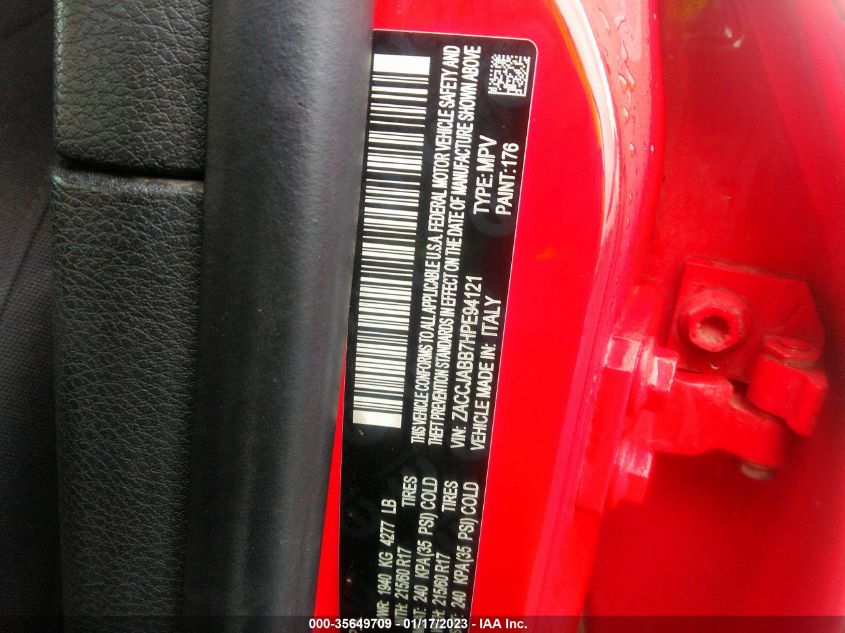 1940 KG 4277 LB
215/60 R17 TIRES
240 KPA(35 PSI) COLD
215/60 R17 TIRES
240 KPA(35 PSI) COLD
THIS VEHICLE CONFORMS TO ALL APPLICABLE U.S.A. FEDERAL MOTOR VEHICLE SAFETY AND
THEFT PREVENTION STANDARDS IN EFFECT ON THE DATE OF MANUFACTURE SHOWN ABOVE
VIN: ZACCJABB7HPE94121 TYPE: MPV
VEHICLE MADE IN: ITALY PAINT: 176
000-35649709 - 01/17/2023 - © IAA Inc.